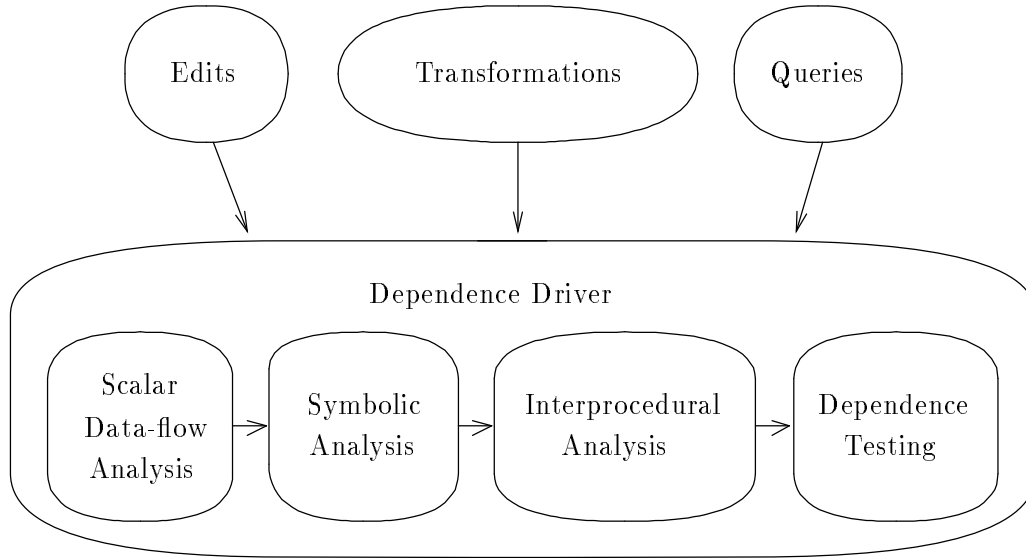 Edits
Transformations
Queries
Dependence Driver
Scalar
Data-flow
Analysis
Symbolic
Analysis
Interprocedural
Analysis
Dependence
Testing